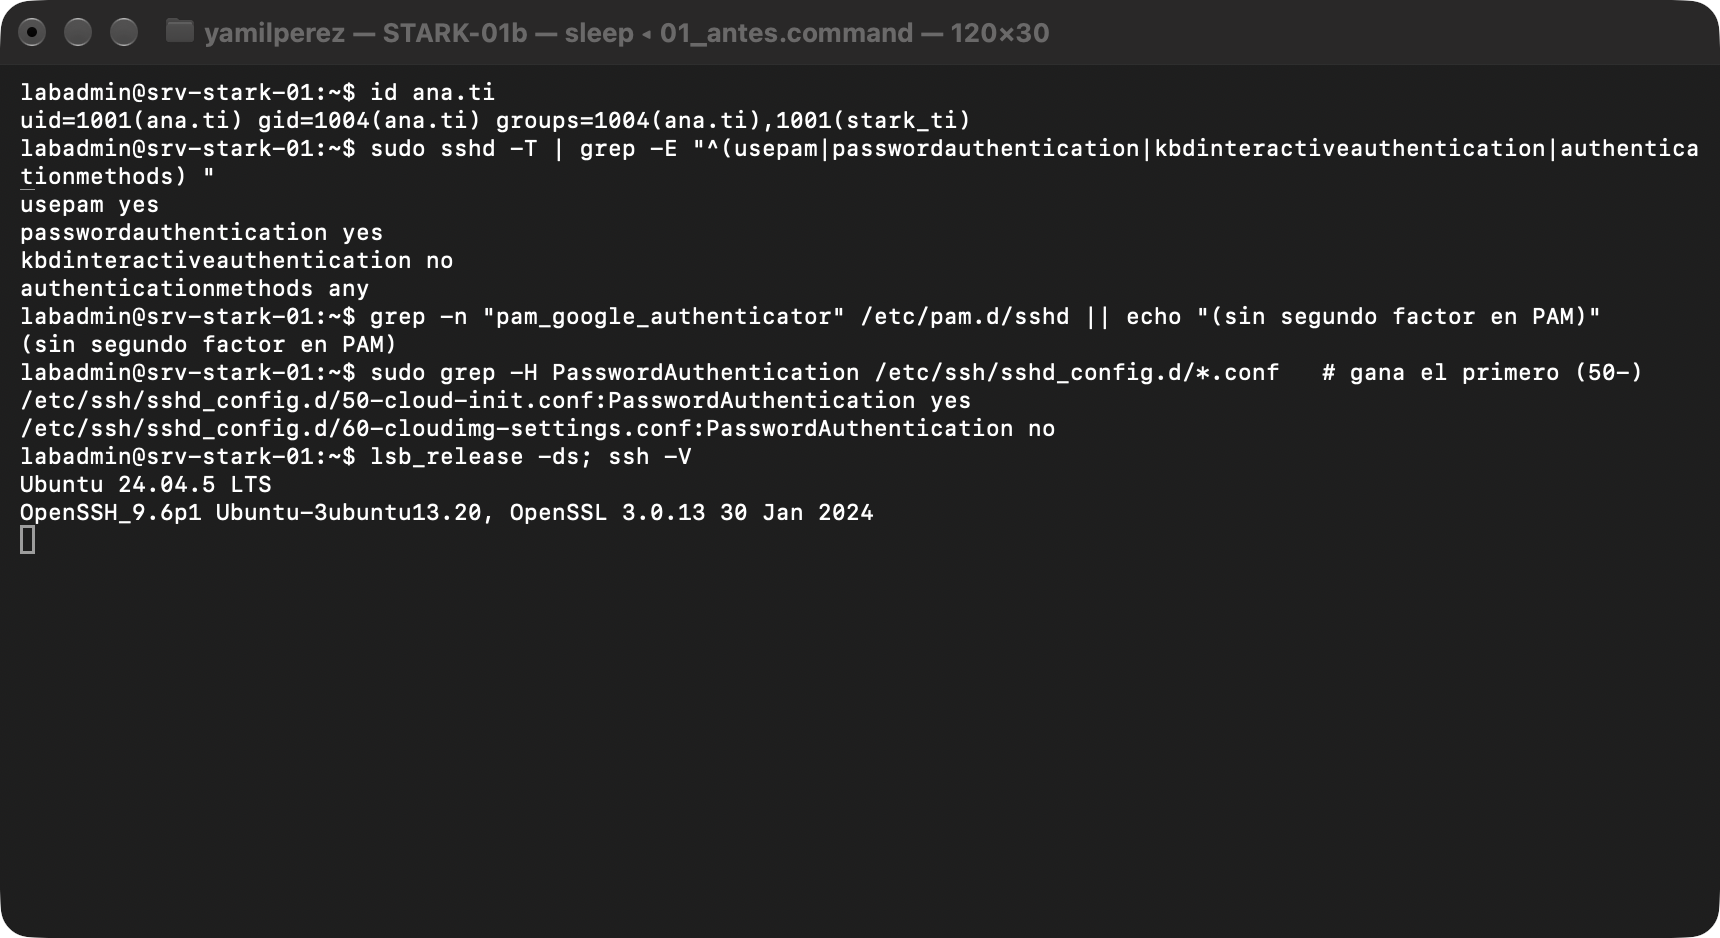 yamilperez — STARK-01b — sleep ◂ 01_antes.command — 120×30
labadmin@srv-stark-01:~$ id ana.ti
uid=1001(ana.ti) gid=1004(ana.ti) groups=1004(ana.ti),1001(stark_ti)
labadmin@srv-stark-01:~$ sudo sshd -T | grep -E "^(usepam|passwordauthentication|kbdinteractiveauthentication|authentica
tionmethods) "
usepam yes
passwordauthentication yes
kbdinteractiveauthentication no
authenticationmethods any
labadmin@srv-stark-01:~$ grep -n "pam_google_authenticator" /etc/pam.d/sshd || echo "(sin segundo factor en PAM)"
(sin segundo factor en PAM)
labadmin@srv-stark-01:~$ sudo grep -H PasswordAuthentication /etc/ssh/sshd_config.d/*.conf   # gana el primero (50-)
/etc/ssh/sshd_config.d/50-cloud-init.conf:PasswordAuthentication yes
/etc/ssh/sshd_config.d/60-cloudimg-settings.conf:PasswordAuthentication no
labadmin@srv-stark-01:~$ lsb_release -ds; ssh -V
Ubuntu 24.04.5 LTS
OpenSSH_9.6p1 Ubuntu-3ubuntu13.20, OpenSSL 3.0.13 30 Jan 2024